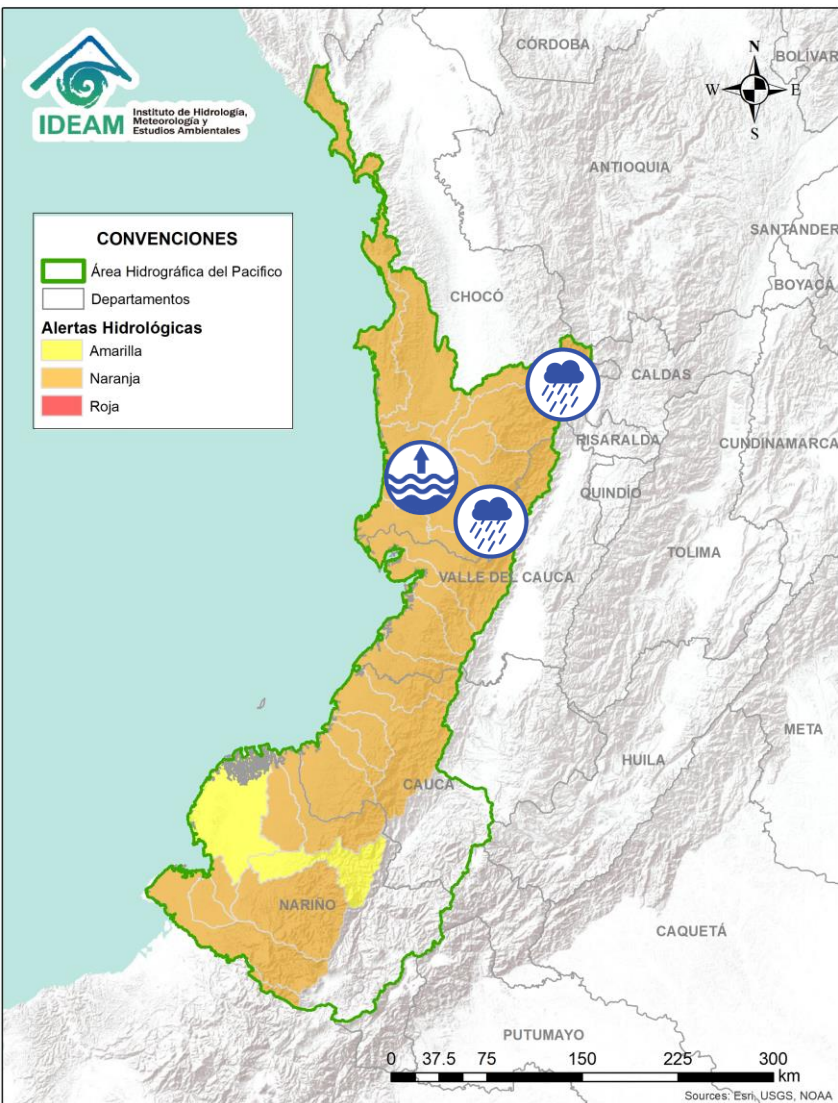 IDEAM
Instituto de Hidrología,
Meteorología y
Estudios Ambientales
CÓRDOBA
BOLÍVAR
N
W
E
S
ANTIOQUIA
SANTANDER
BOYACÁ
CONVENCIONES
Área Hidrográfica del Pacifico
Departamentos
Alertas Hidrológicas
Amarilla
Naranja
Roja
CHOCÓ
CALDAS
RISARALDA
CUNDINAMARCA
QUINDÍO
TOLIMA
VALLE DEL CAUCA
META
HUILA
CAUCA
NARIÑO
CAQUETÁ
PUTUMAYO
0 37.5 75 150 225 300
km
Sources: Esri, USGS, NOAA